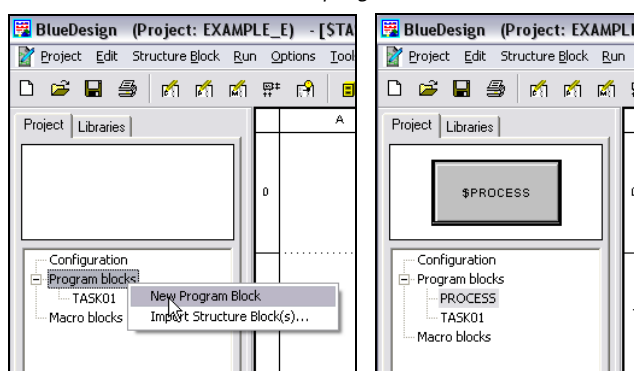 BlueDesign (Project: EXAMPLE_E) - [$TA
Project Edit Structure Block Run Options Tool
Project Libraries
A
0
Configuration
Program blocks
TASK01
New Program Block
Macro blocks
Import Structure Block(s)...
BlueDesign (Project: EXAMPL
Project Edit Structure Block Run
Project Libraries
$PROCESS
Configuration
Program blocks
PROCESS
TASK01
Macro blocks